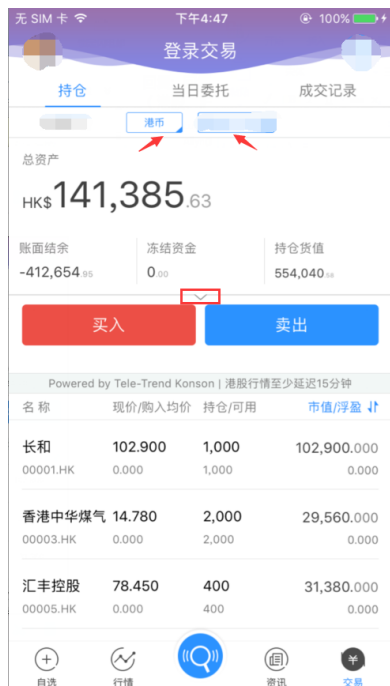 无 SIM 卡 下午4:47 100%
登录交易
持仓 当日委托 成交记录
港币
总资产
HK$141,385.63
账面结余 冻结资金 持仓货值
-412,654.95 0.00 554,040.58
买入 卖出
Powered by Tele-Trend Konson | 港股行情至少延迟15分钟
名称 现价/购入均价 持仓/可用 市值/浮盈
长和 102.900 1,000 102,900.000
00001.HK 0.000 1,000 0.000
香港中华煤气 14.780 2,000 29,560.000
00003.HK 0.000 2,000 0.000
汇丰控股 78.450 400 31,380.000
00005.HK 0.000 400 0.000
自选 行情 资讯 交易